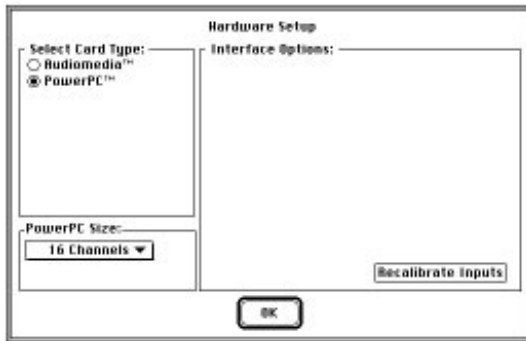 Hardware Setup
Select Card Type:
Audiomedia™
PowerPC™
Interface Options:
PowerPC Size:
16 Channels
Recalibrate Inputs
OK